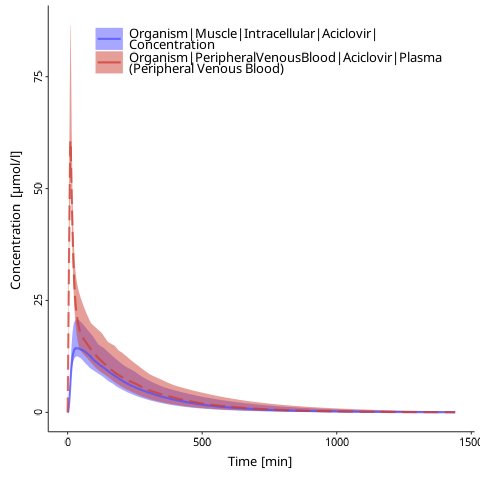 Organism|Muscle|Intracellular|Aciclovir|
Concentration
Organism|PeripheralVenousBlood|Aciclovir|Plasma
(Peripheral Venous Blood)
Concentration [µmol/l]
75
50
25
0
0
500
1000
1500
Time [min]